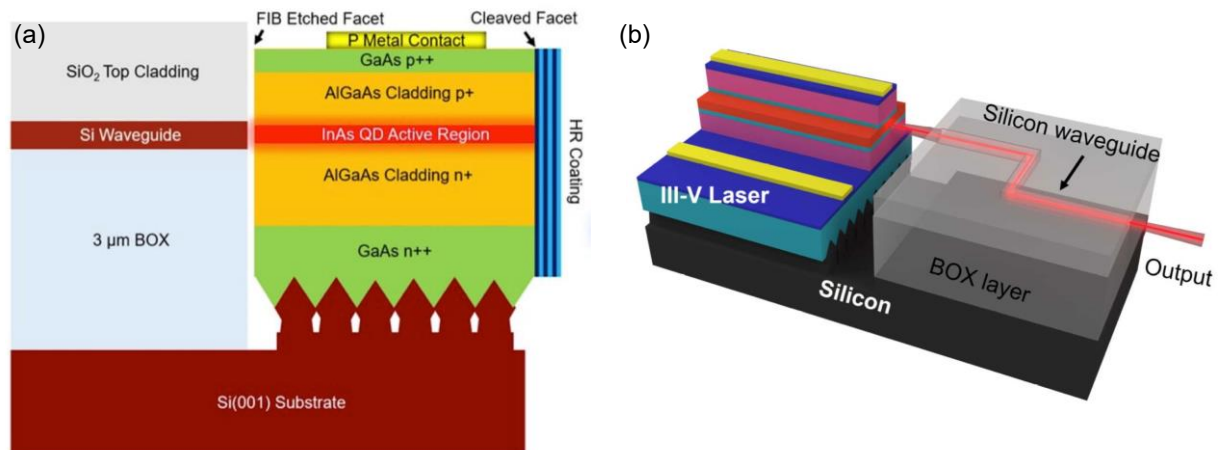 (a)
FIB Etched Facet
Cleaved Facet
P Metal Contact
GaAs p++
SiO₂ Top Cladding
AlGaAs Cladding p+
Si Waveguide
InAs QD Active Region
AlGaAs Cladding n+
HR Coating
3 μm BOX
GaAs n++
Si(001) Substrate
(b)
Silicon waveguide
III-V Laser
Output
BOX layer
Silicon